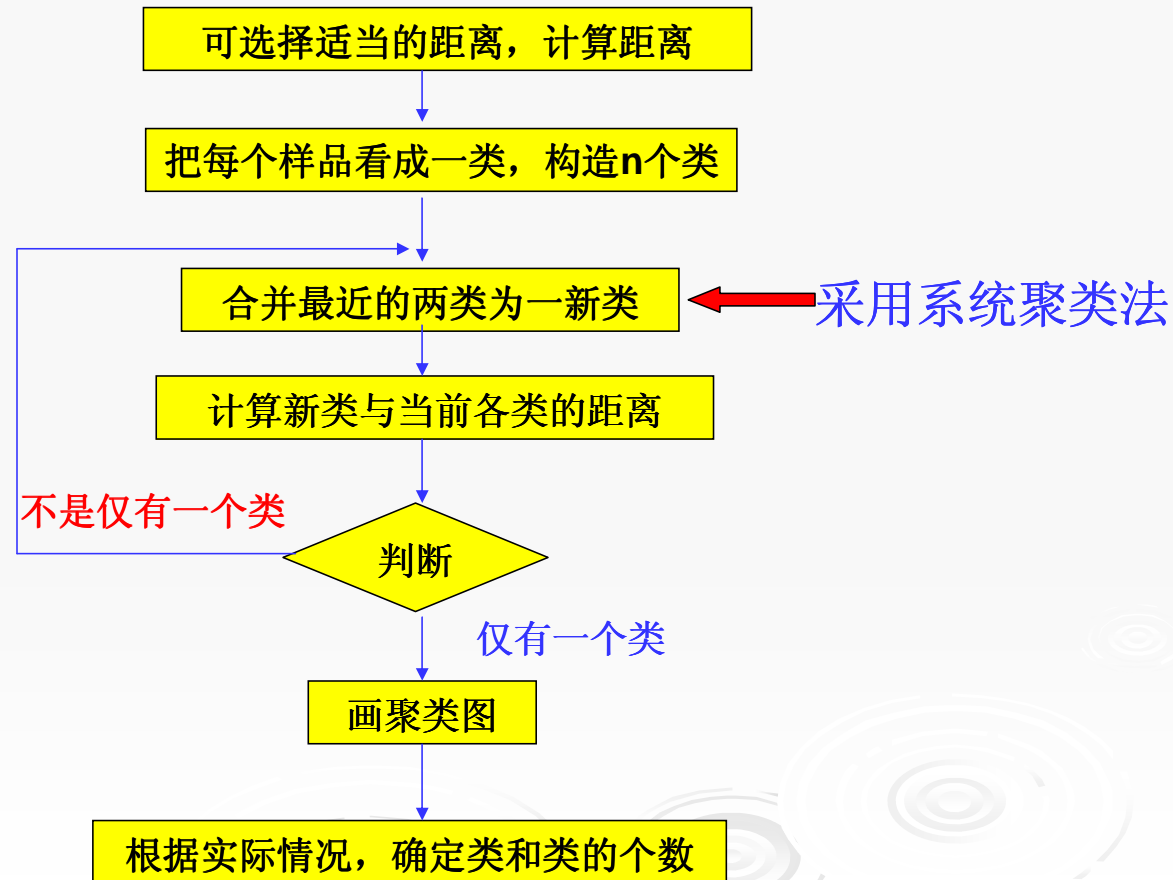 可选择适当的距离，计算距离
把每个样品看成一类，构造n个类
合并最近的两类为一新类
采用系统聚类法
计算新类与当前各类的距离
不是仅有一个类
判断
仅有一个类
画聚类图
根据实际情况，确定类和类的个数